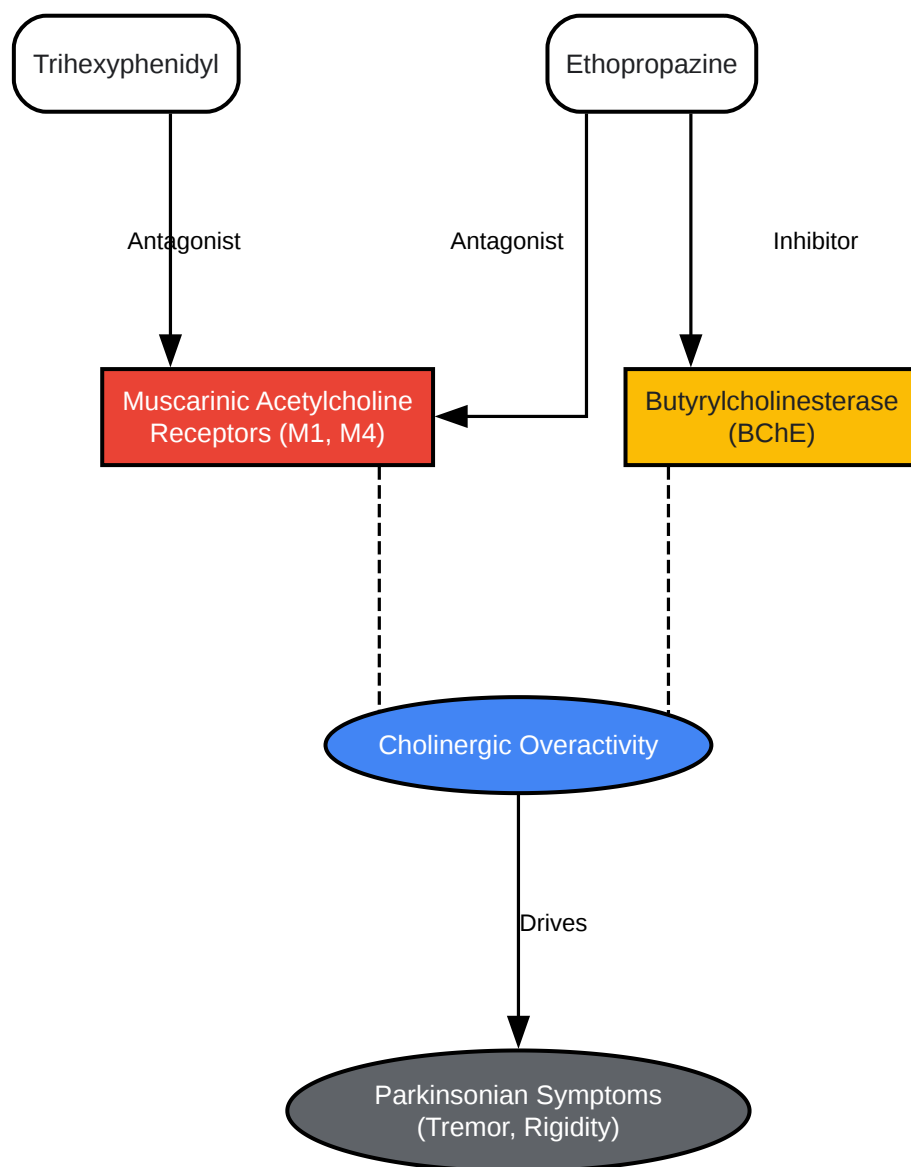 Trihexyphenidyl
Ethopropazine
Antagonist
Antagonist
Inhibitor
Muscarinic Acetylcholine
Receptors (M1, M4)
Butyrylcholinesterase
(BChE)
Cholinergic Overactivity
Drives
Parkinsonian Symptoms
(Tremor, Rigidity)